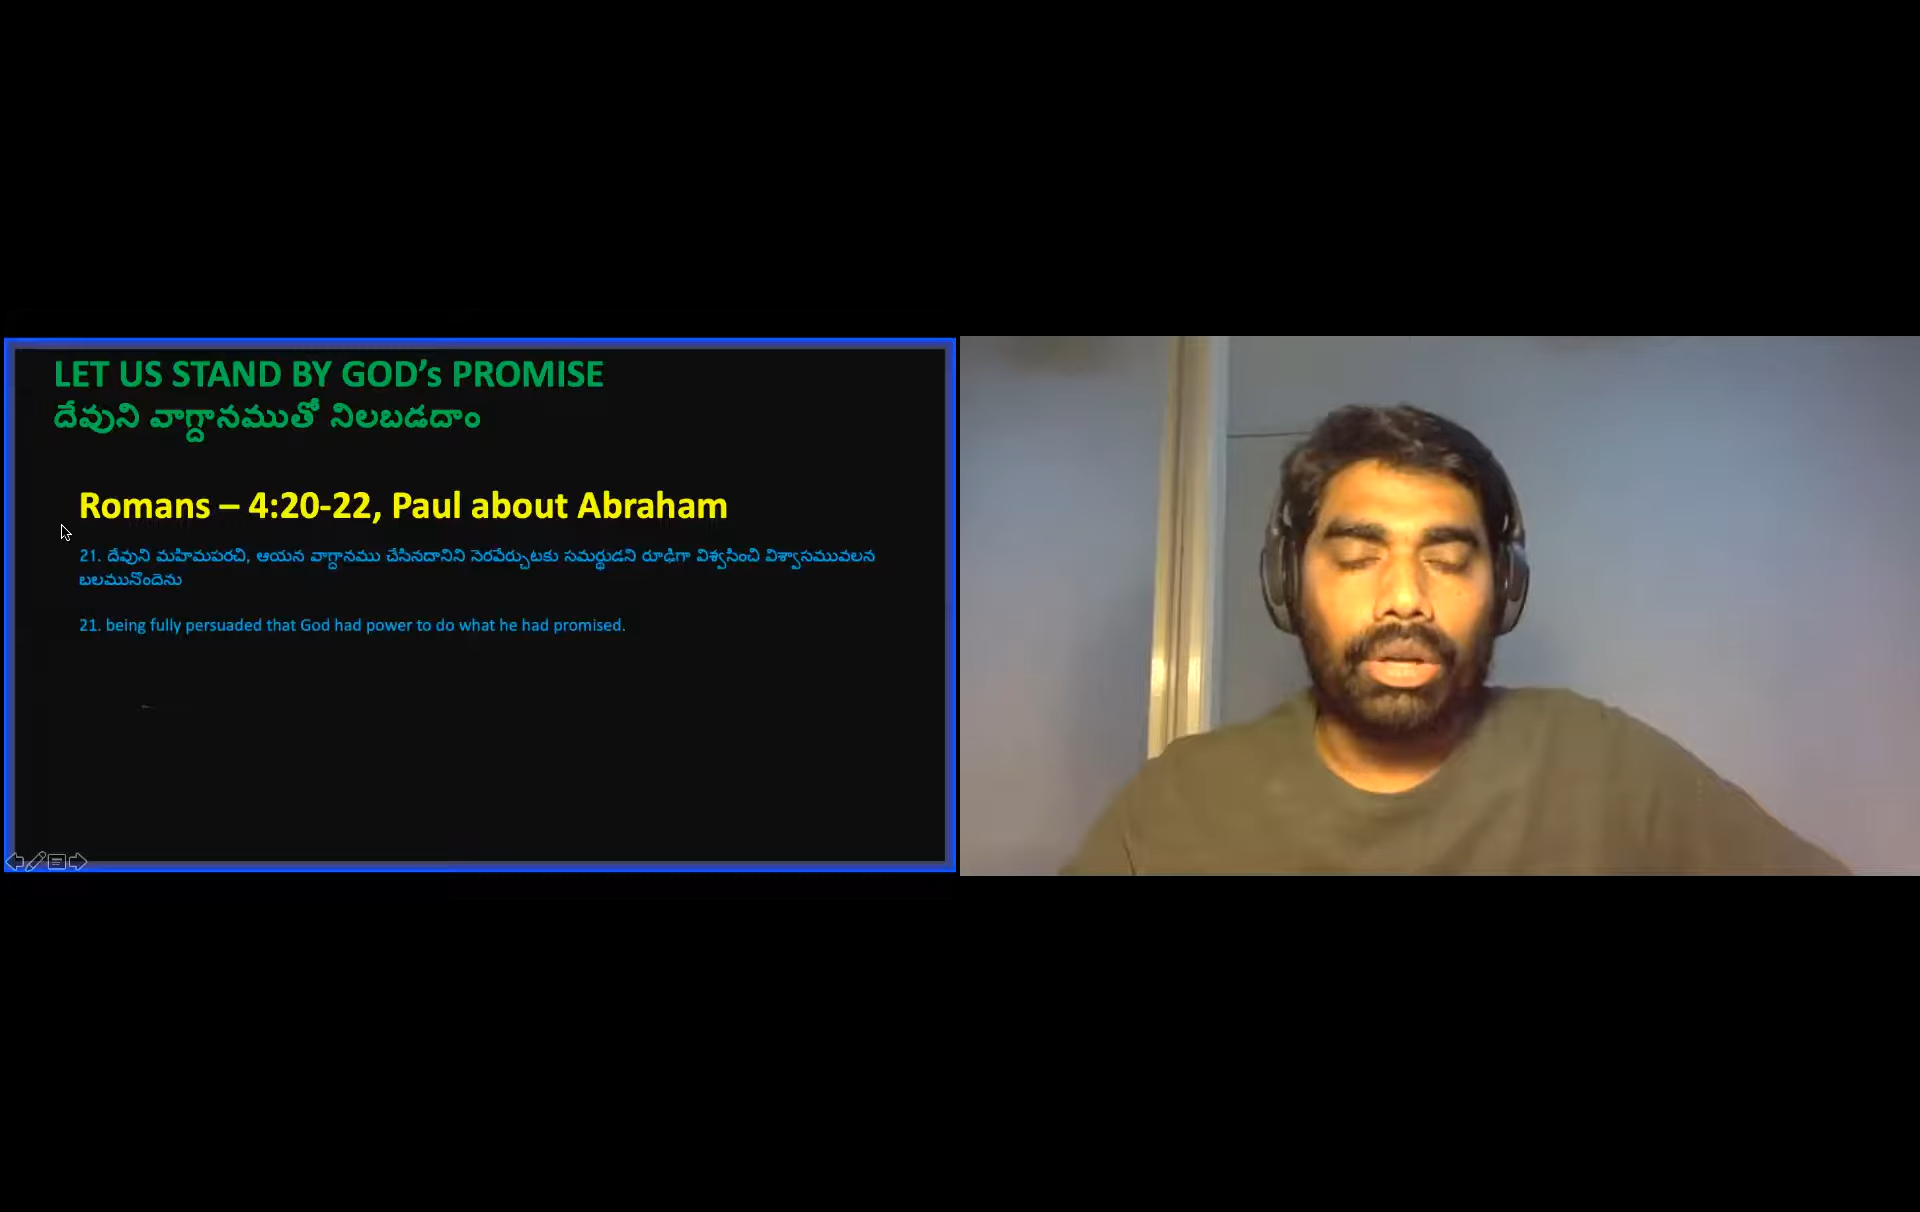 LET US STAND BY GOD's PROMISE
దేవుని వాగ్దానముతో నిలబడదాం
Romans – 4:20-22, Paul about Abraham
21. దేవుని మహిమపరచి, ఆయన వాగ్దానము చేసినదానిని నెరవేర్చుటకు సమర్థుడని రూఢిగా విశ్వసించి విశ్వాసమువలన
బలమునొందెను
21. being fully persuaded that God had power to do what he had promised.